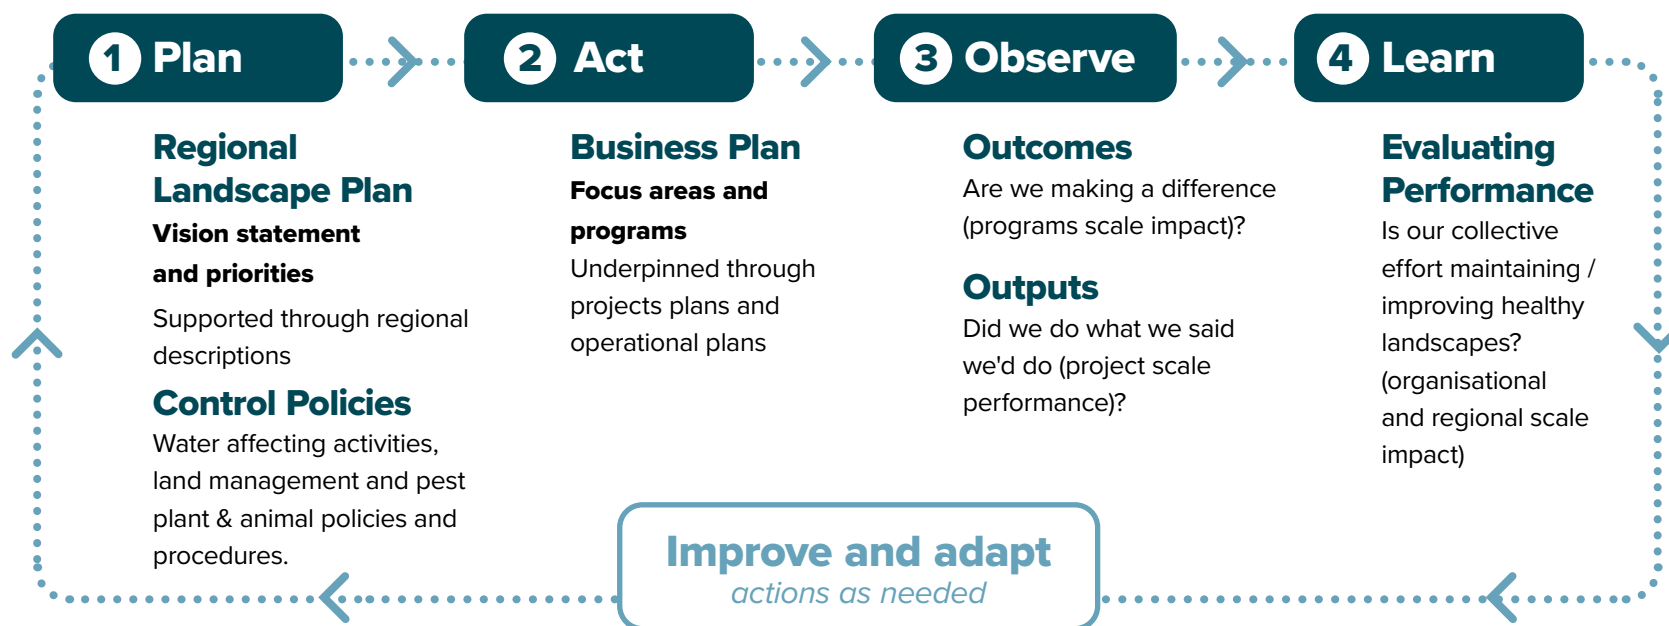 1 Plan
Regional
Landscape Plan
Vision statement
and priorities
Supported through regional
descriptions
Control Policies
Water affecting activities,
land management and pest
plant & animal policies and
procedures.
2 Act
Business Plan
Focus areas and
programs
Underpinned through
projects plans and
operational plans
3 Observe
Outcomes
Are we making a difference
(programs scale impact)?
Outputs
Did we do what we said
we'd do (project scale
performance)?
4 Learn
Evaluating
Performance
Is our collective
effort maintaining /
improving healthy
landscapes?
(organisational
and regional scale
impact)
Improve and adapt
actions as needed